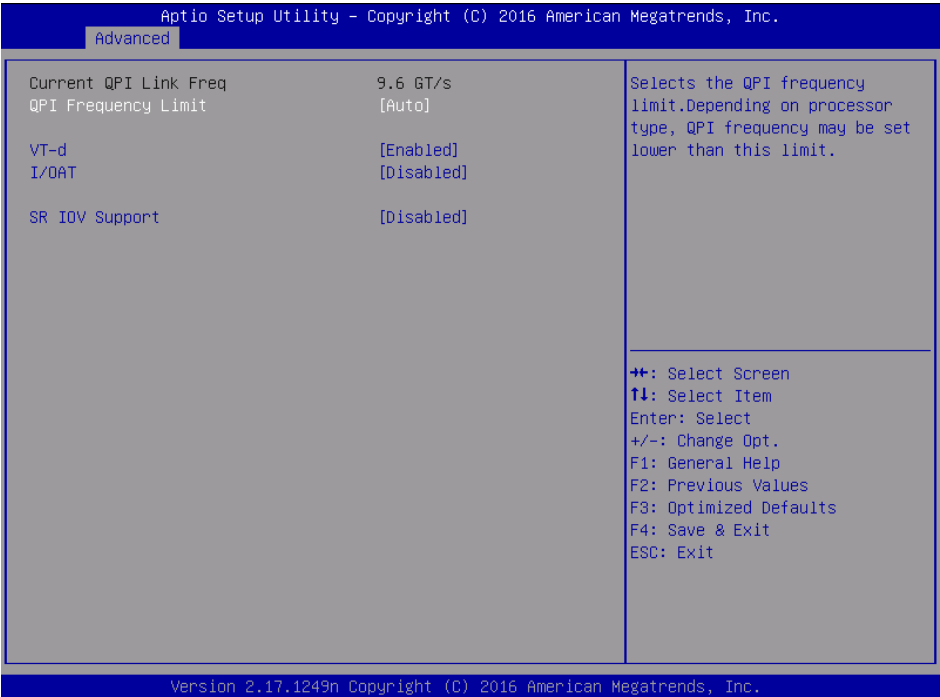 Aptio Setup Utility – Copyright (C) 2016 American Megatrends, Inc.
Advanced
Current QPI Link Freq 9.6 GT/s
QPI Frequency Limit [Auto]
VT-d [Enabled]
I/OAT [Disabled]
SR IOV Support [Disabled]
Selects the QPI frequency
limit.Depending on processor
type, QPI frequency may be set
lower than this limit.
→←: Select Screen
↑↓: Select Item
Enter: Select
+/-: Change Opt.
F1: General Help
F2: Previous Values
F3: Optimized Defaults
F4: Save & Exit
ESC: Exit
Version 2.17.1249n Copyright (C) 2016 American Megatrends, Inc.